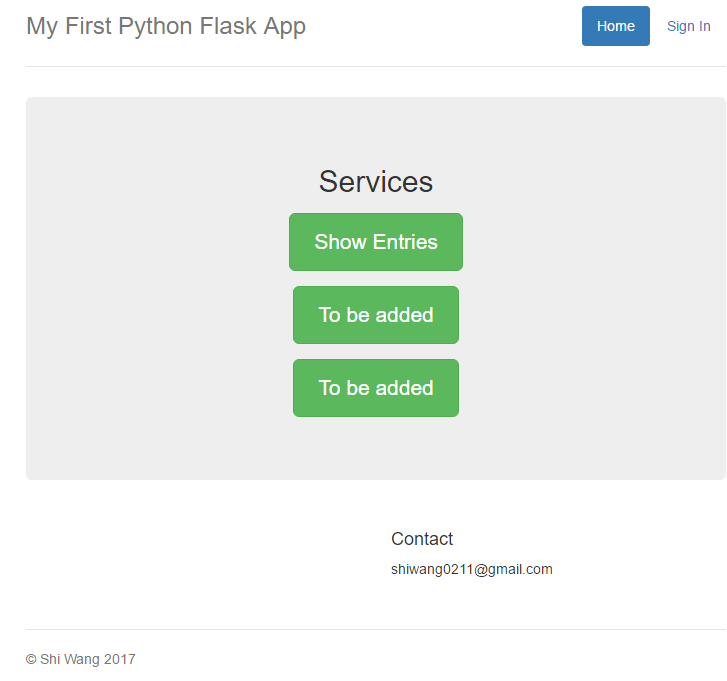 My First Python Flask App
Home
Sign In
Services
Show Entries
To be added
To be added
Contact
shiwang0211@gmail.com
© Shi Wang 2017